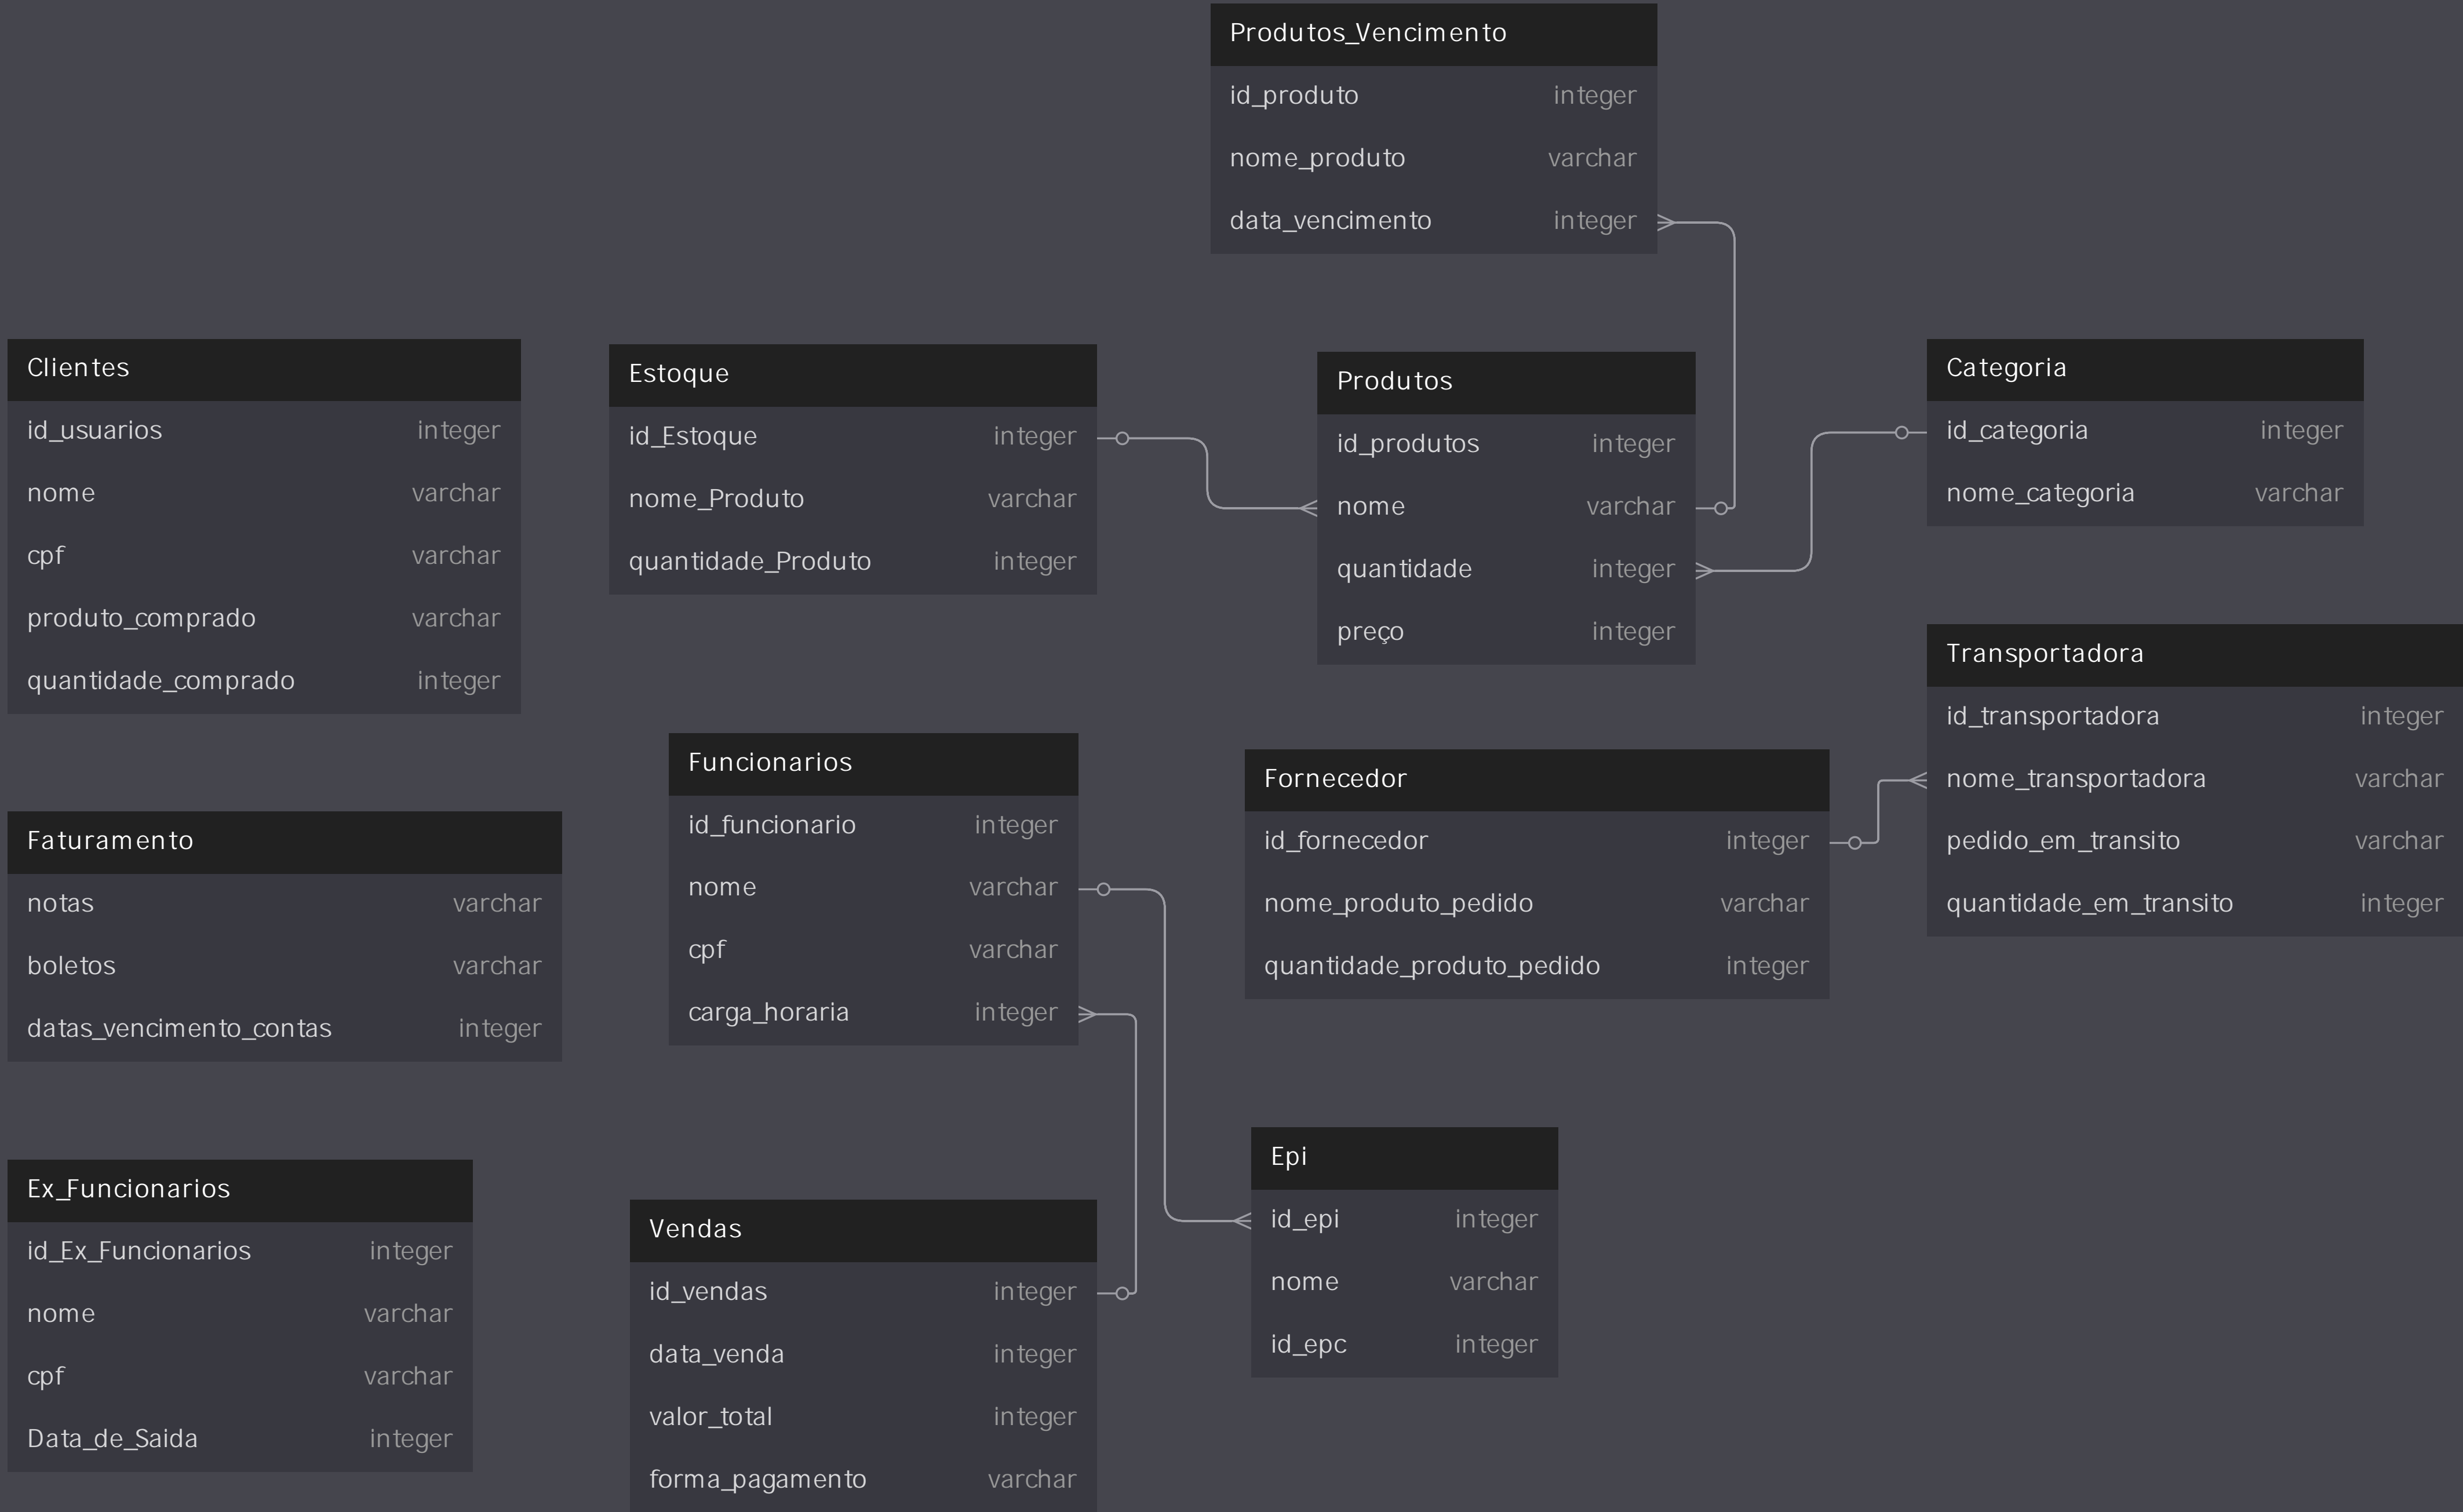 Produtos_Vencimento
id_produto integer
nome_produto varchar
data_vencimento integer
Clientes
id_usuarios integer
nome varchar
cpf varchar
produto_comprado varchar
quantidade_comprado integer
Estoque
id_Estoque integer
nome_Produto varchar
quantidade_Produto integer
Produtos
id_produtos integer
nome varchar
quantidade integer
preço integer
Categoria
id_categoria integer
nome_categoria varchar
Transportadora
id_transportadora integer
nome_transportadora varchar
pedido_em_transito varchar
quantidade_em_transito integer
Funcionarios
id_funcionario integer
nome varchar
cpf varchar
carga_horaria integer
Fornecedor
id_fornecedor integer
nome_produto_pedido varchar
quantidade_produto_pedido integer
Faturamento
notas varchar
boletos varchar
datas_vencimento_contas integer
Epi
id_epi integer
nome varchar
id_epc integer
Ex_Funcionarios
id_Ex_Funcionarios integer
nome varchar
cpf varchar
Data_de_Saida integer
Vendas
id_vendas integer
data_venda integer
valor_total integer
forma_pagamento varchar